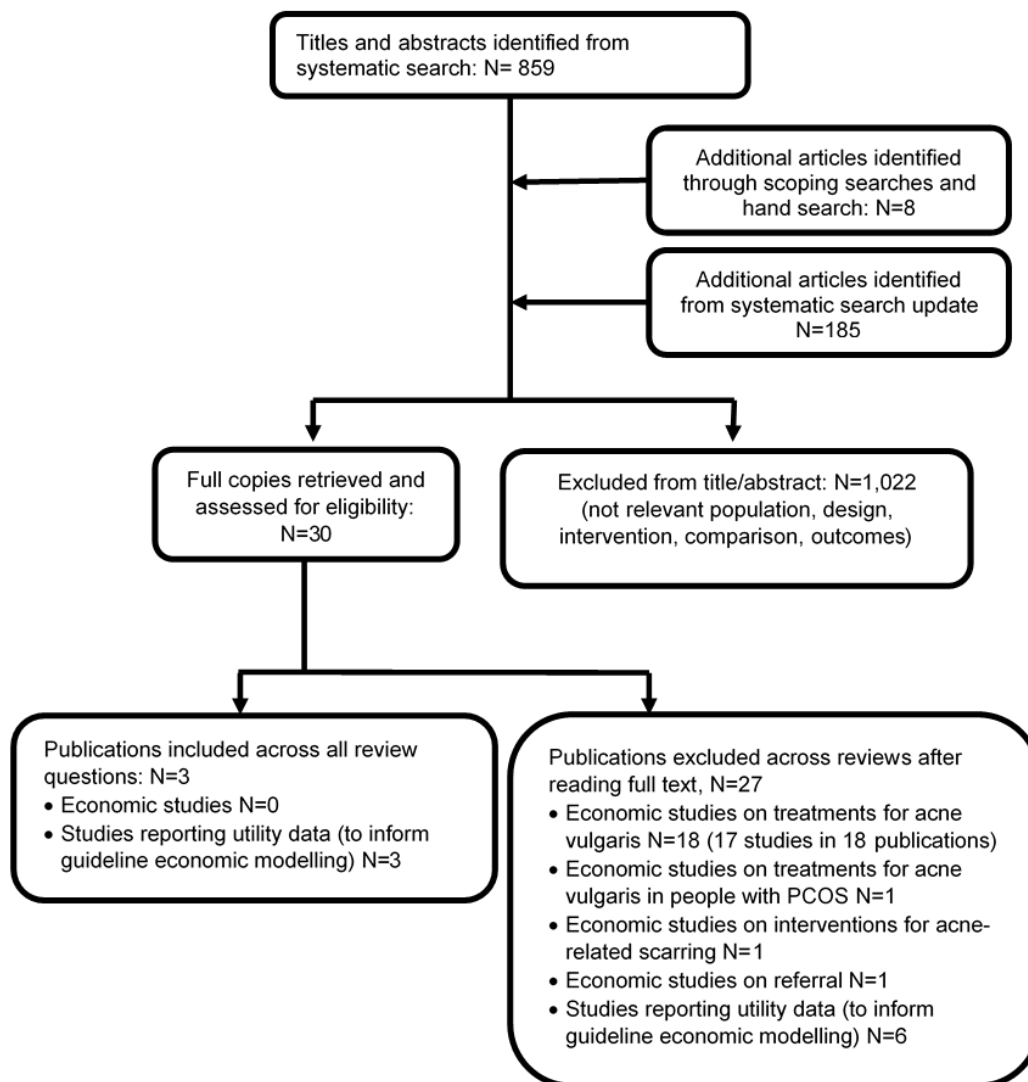 Titles and abstracts identified from
systematic search: N= 859
Additional articles identified
through scoping searches and
hand search: N=8
Additional articles identified
from systematic search update
N=185
Full copies retrieved and
assessed for eligibility:
N=30
Excluded from title/abstract: N=1,022
(not relevant population, design,
intervention, comparison, outcomes)
Publications included across all review
questions: N=3
• Economic studies N=0
• Studies reporting utility data (to inform
guideline economic modelling) N=3
Publications excluded across reviews after
reading full text, N=27
• Economic studies on treatments for acne
vulgaris N=18 (17 studies in 18 publications)
• Economic studies on treatments for acne
vulgaris in people with PCOS N=1
• Economic studies on interventions for acne-
related scarring N=1
• Economic studies on referral N=1
• Studies reporting utility data (to inform
guideline economic modelling) N=6